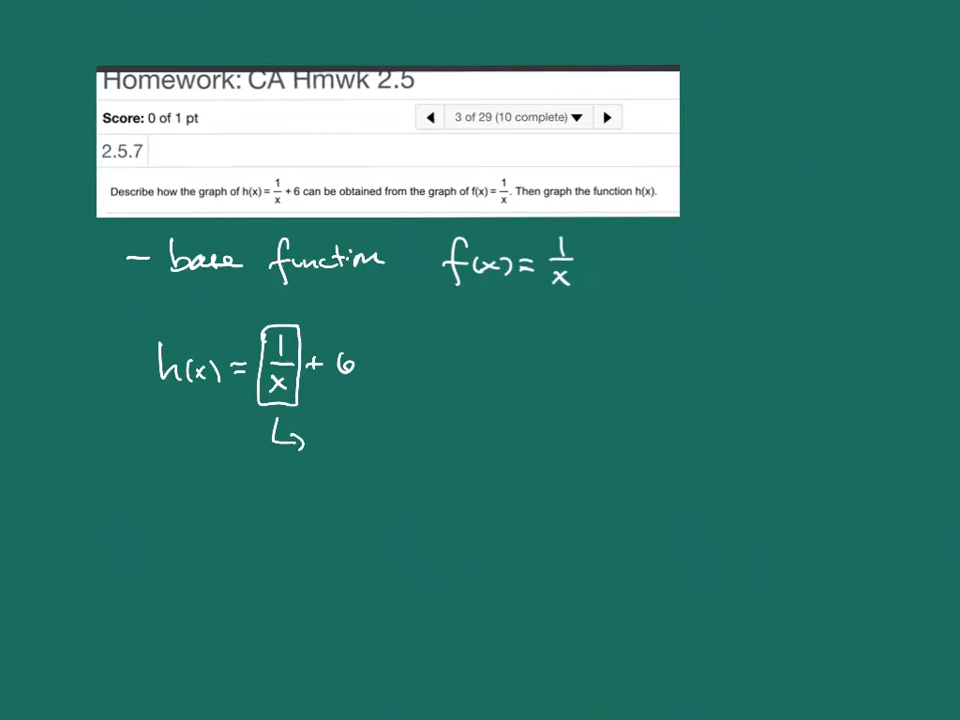 Homework: CA Hmwk 2.5
Score: 0 of 1 pt
3 of 29 (10 complete)
2.5.7
Describe how the graph of h(x) = 1/x + 6 can be obtained from the graph of f(x) = 1/x. Then graph the function h(x).
- base function f(x) = 1/x
h(x) = 1/x + 6